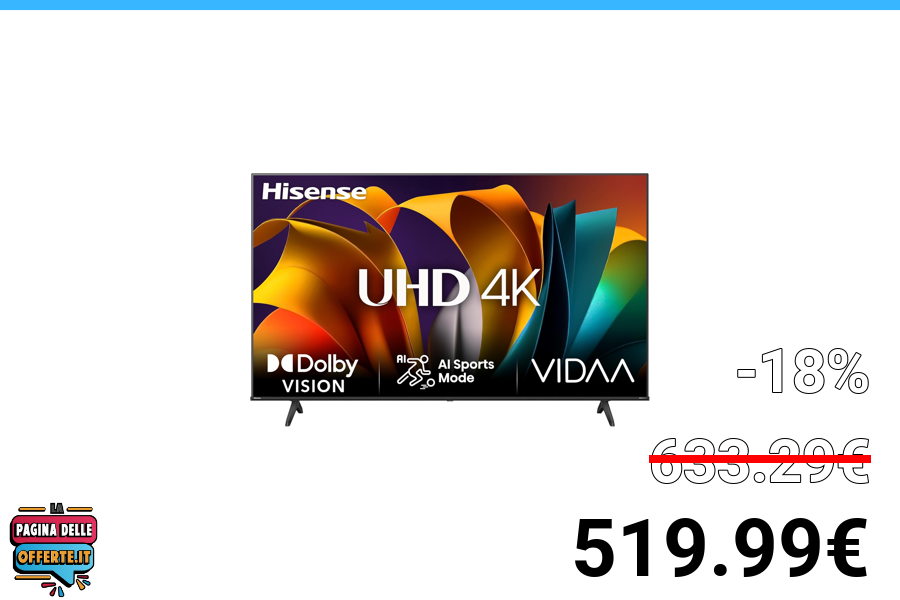 Hisense
UHD 4K
Dolby
VISION
AI
AI Sports
Mode
VIDAA
-18%
633.29€
519.99€
LA
PAGINA DELLE
OFFERTE.IT